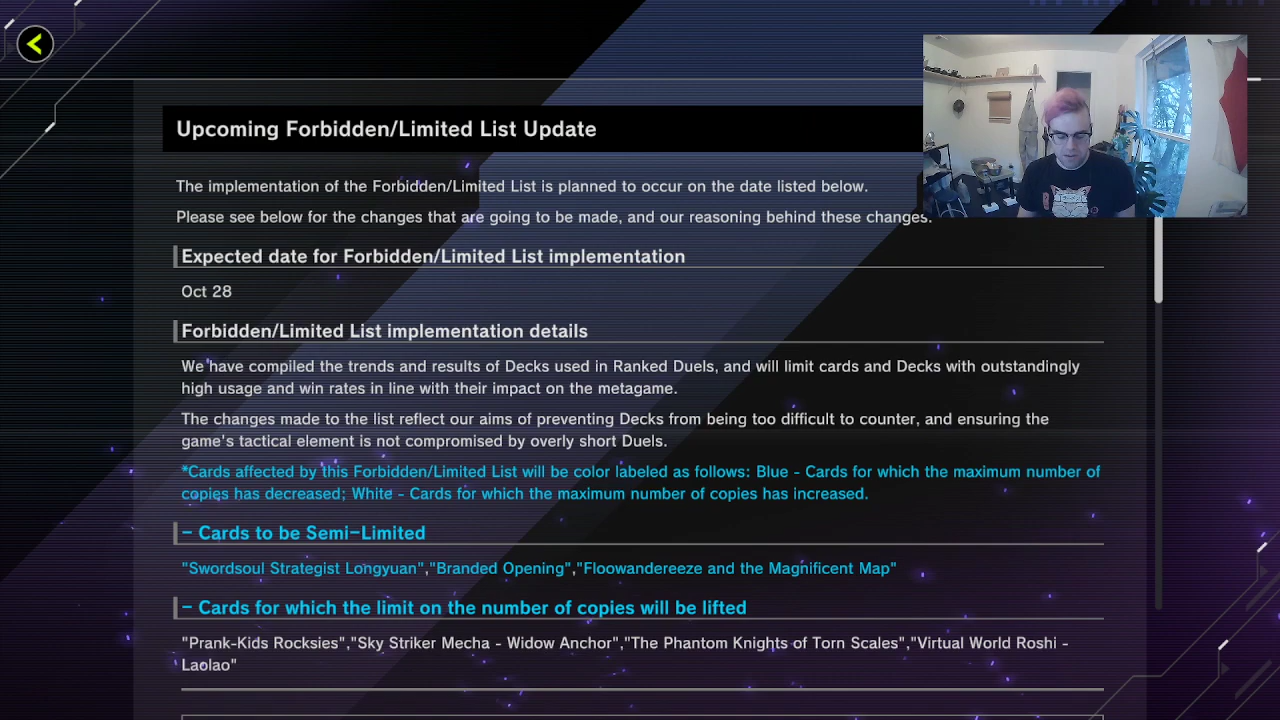 Upcoming Forbidden/Limited List Update
The implementation of the Forbidden/Limited List is planned to occur on the date listed below.
Please see below for the changes that are going to be made, and our reasoning behind these changes.
Expected date for Forbidden/Limited List implementation
Oct 28
Forbidden/Limited List implementation details
We have compiled the trends and results of Decks used in Ranked Duels, and will limit cards and Decks with outstandingly
high usage and win rates in line with their impact on the metagame.
The changes made to the list reflect our aims of preventing Decks from being too difficult to counter, and ensuring the
game's tactical element is not compromised by overly short Duels.
*Cards affected by this Forbidden/Limited List will be color labeled as follows: Blue - Cards for which the maximum number of
copies has decreased; White - Cards for which the maximum number of copies has increased.
- Cards to be Semi-Limited
"Swordsoul Strategist Longyuan","Branded Opening","Floowandereeze and the Magnificent Map"
- Cards for which the limit on the number of copies will be lifted
"Prank-Kids Rocksies","Sky Striker Mecha - Widow Anchor","The Phantom Knights of Torn Scales","Virtual World Roshi -
Laolao"